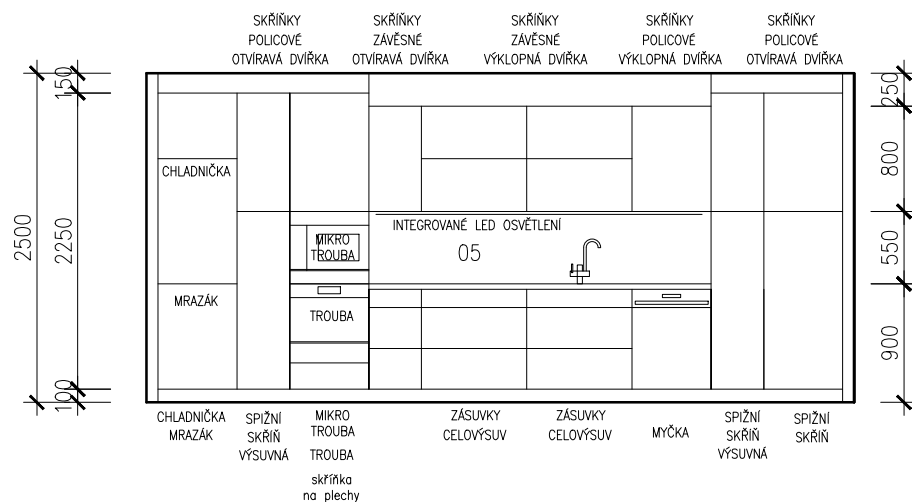 SKŘÍŇKY
POLICOVÉ
OTVÍRAVÁ DVÍŘKA
SKŘÍŇKY
ZÁVĚSNÉ
OTVÍRAVÁ DVÍŘKA
SKŘÍŇKY
ZÁVĚSNÉ
VÝKLOPNÁ DVÍŘKA
SKŘÍŇKY
POLICOVÉ
VÝKLOPNÁ DVÍŘKA
SKŘÍŇKY
POLICOVÉ
OTVÍRAVÁ DVÍŘKA
2500
150
2250
100
250
800
550
900
CHLADNIČKA
MRAZÁK
MIKRO
TROUBA
TROUBA
INTEGROVANÉ LED OSVĚTLENÍ
05
CHLADNIČKA
MRAZÁK
SPIŽNÍ
SKŘÍŇ
VÝSUVNÁ
MIKRO
TROUBA
TROUBA
skříňka
na plechy
ZÁSUVKY
CELOVÝSUV
ZÁSUVKY
CELOVÝSUV
MYČKA
SPIŽNÍ
SKŘÍŇ
VÝSUVNÁ
SPIŽNÍ
SKŘÍŇ